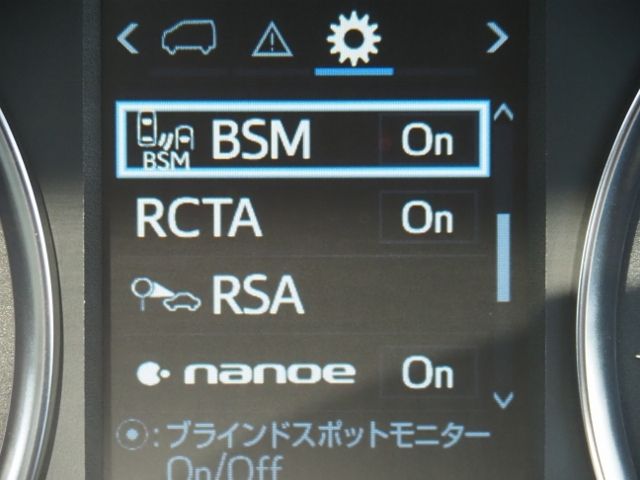 BSM BSM On
RCTA On
RSA
nanoe On
:ブラインドスポットモニター
On/Off